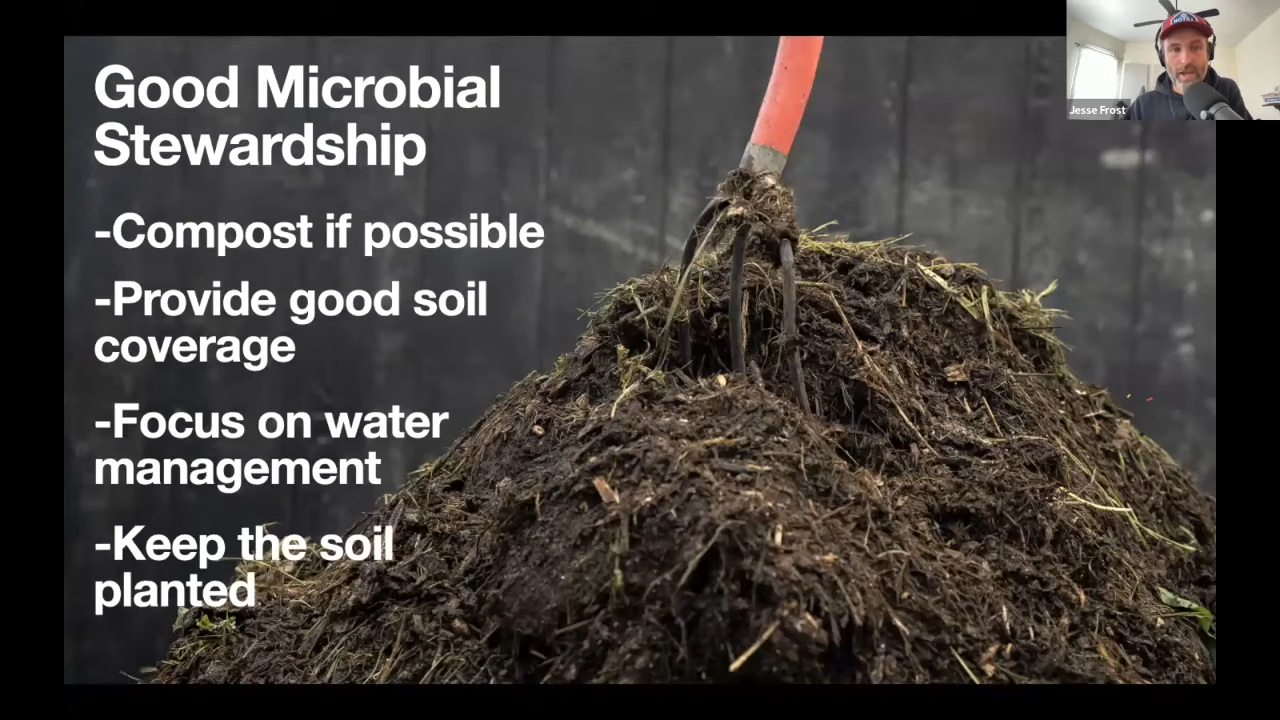 Good Microbial
Stewardship
-Compost if possible
-Provide good soil
coverage
-Focus on water
management
-Keep the soil
planted
Jesse Frost